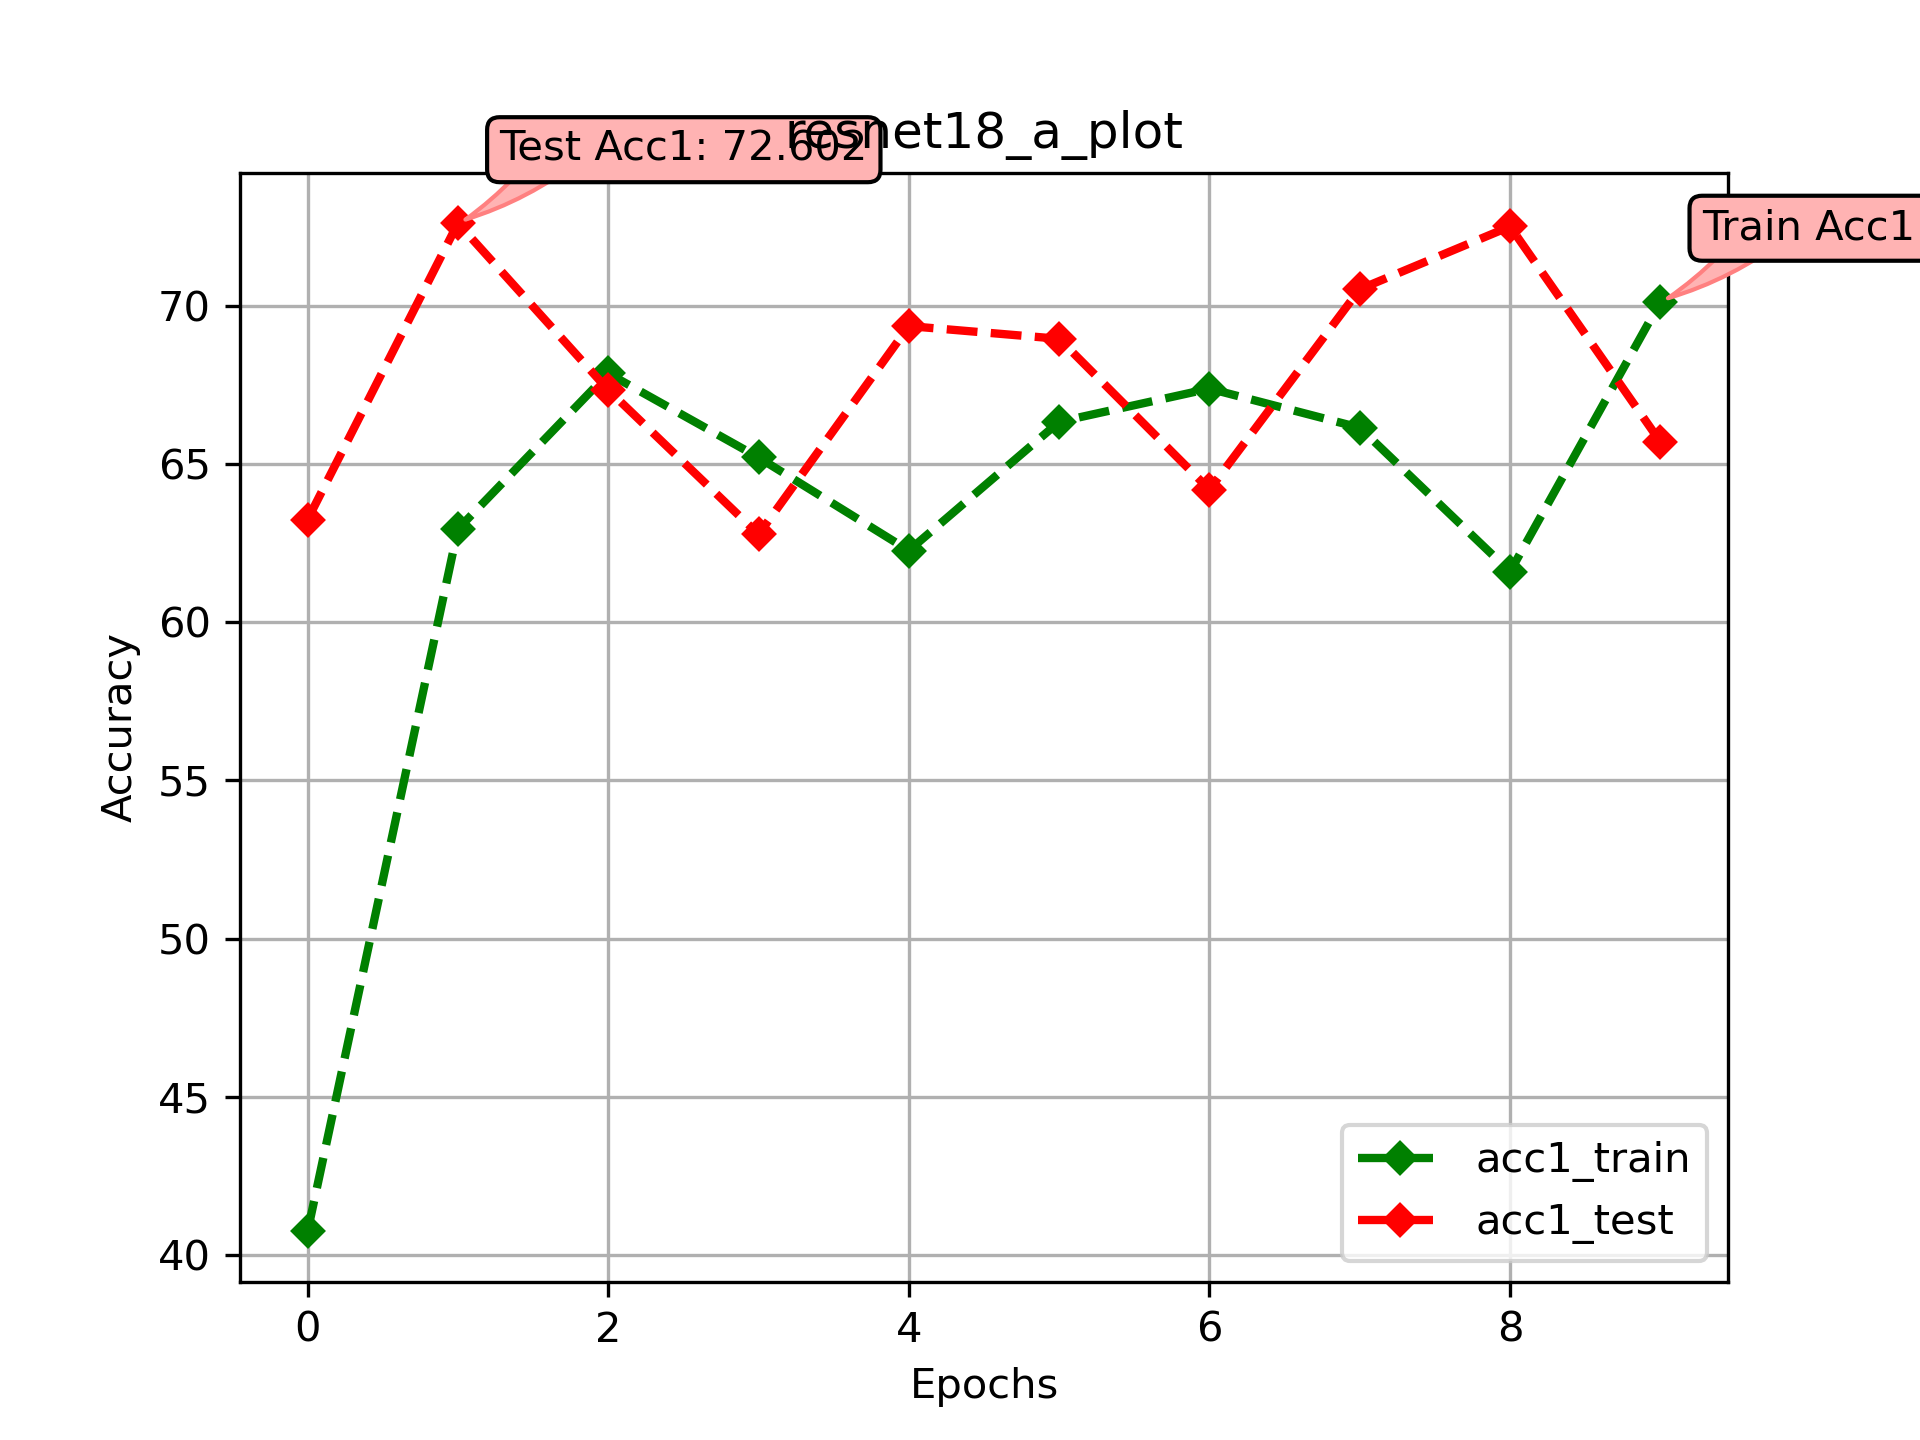 resnet18_a_plot
Test Acc1: 72.602
Train Acc1
Accuracy
70
65
60
55
50
45
40
0 2 4 6 8
Epochs
acc1_train
acc1_test